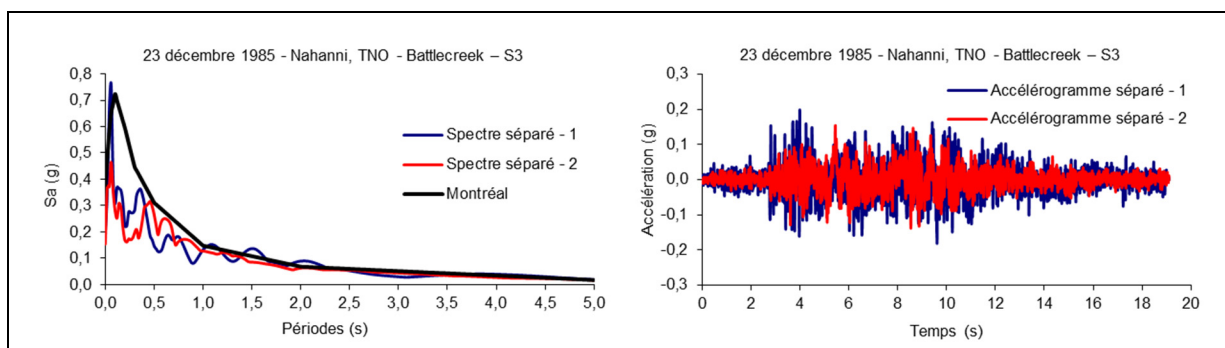 23 décembre 1985 - Nahanni, TNO - Battlecreek – S3
0,8
0,7
0,6
0,5
0,4
0,3
0,2
0,1
0,0
Sa (g)
Spectre séparé - 1
Spectre séparé - 2
Montréal
0,0 0,5 1,0 1,5 2,0 2,5 3,0 3,5 4,0 4,5 5,0
Périodes (s)
23 décembre 1985 - Nahanni, TNO - Battlecreek – S3
0,3
0,2
0,1
0,0
-0,1
-0,2
-0,3
Accélération (g)
Accélérogramme séparé - 1
Accélérogramme séparé - 2
0 2 4 6 8 10 12 14 16 18 20
Temps (s)